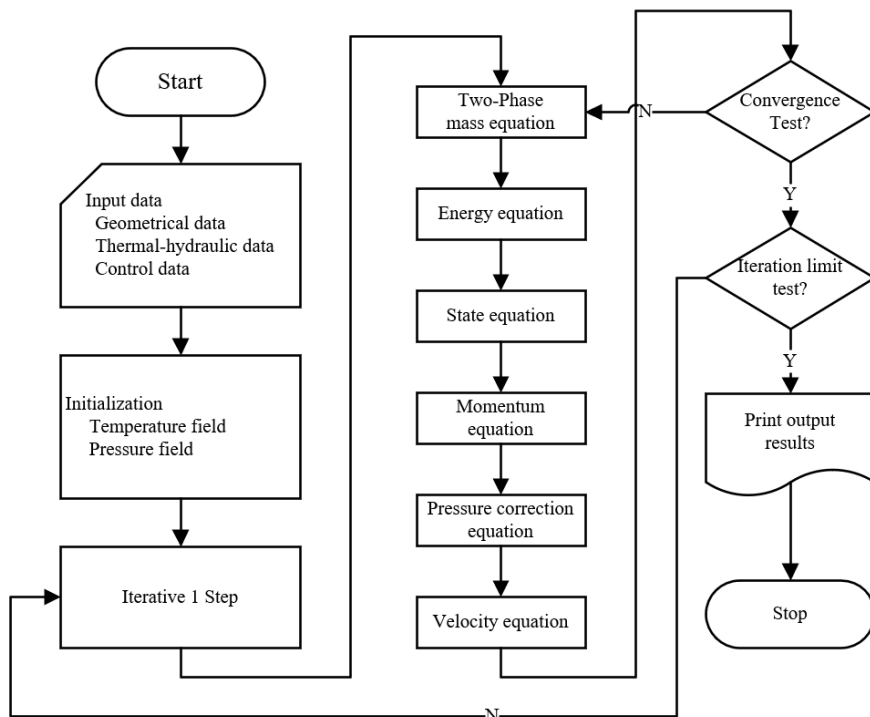 Start
Input data
Geometrical data
Thermal-hydraulic data
Control data
Initialization
Temperature field
Pressure field
Iterative 1 Step
Two-Phase
mass equation
Energy equation
State equation
Momentum
equation
Pressure correction
equation
Velocity equation
Convergence
Test?
N
Y
Iteration limit
test?
Y
N
Print output
results
Stop